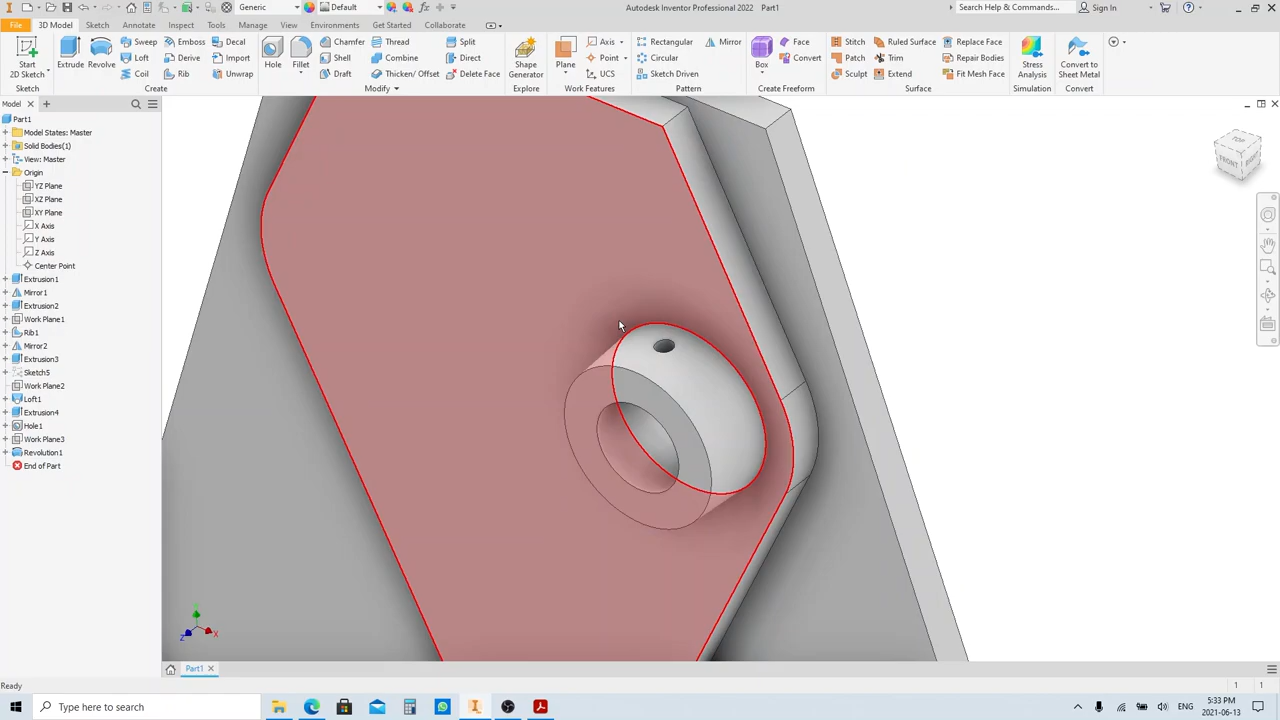 Generic
Default
Autodesk Inventor Professional 2022 Part1
Search Help & Commands...
Sign In
File 3D Model Sketch Annotate Inspect Tools Manage View Environments Get Started Collaborate
Start
2D Sketch
Sketch
Extrude
Revolve
Sweep
Loft
Coil
Emboss
Derive
Rib
Decal
Import
Unwrap
Create
Hole
Fillet
Chamfer
Shell
Draft
Thread
Combine
Thicken/ Offset
Split
Direct
Delete Face
Modify
Shape
Generator
Explore
Plane
Axis
Point
UCS
Work Features
Rectangular
Circular
Sketch Driven
Mirror
Pattern
Box
Face
Convert
Create Freeform
Stitch
Patch
Sculpt
Ruled Surface
Trim
Extend
Replace Face
Repair Bodies
Fit Mesh Face
Surface
Stress
Analysis
Simulation
Convert to
Sheet Metal
Convert
Model
Part1
Model States: Master
Solid Bodies(1)
View: Master
Origin
YZ Plane
XZ Plane
XY Plane
X Axis
Y Axis
Z Axis
Center Point
Extrusion1
Mirror1
Extrusion2
Work Plane1
Rib1
Mirror2
Extrusion3
Sketch5
Work Plane2
Loft1
Extrusion4
Hole1
Work Plane3
Revolution1
End of Part
TOP
FRONT
RIGHT
Y
Z
X
Part1
Ready
1 1
Type here to search
ENG
5:33 PM
2021-06-13